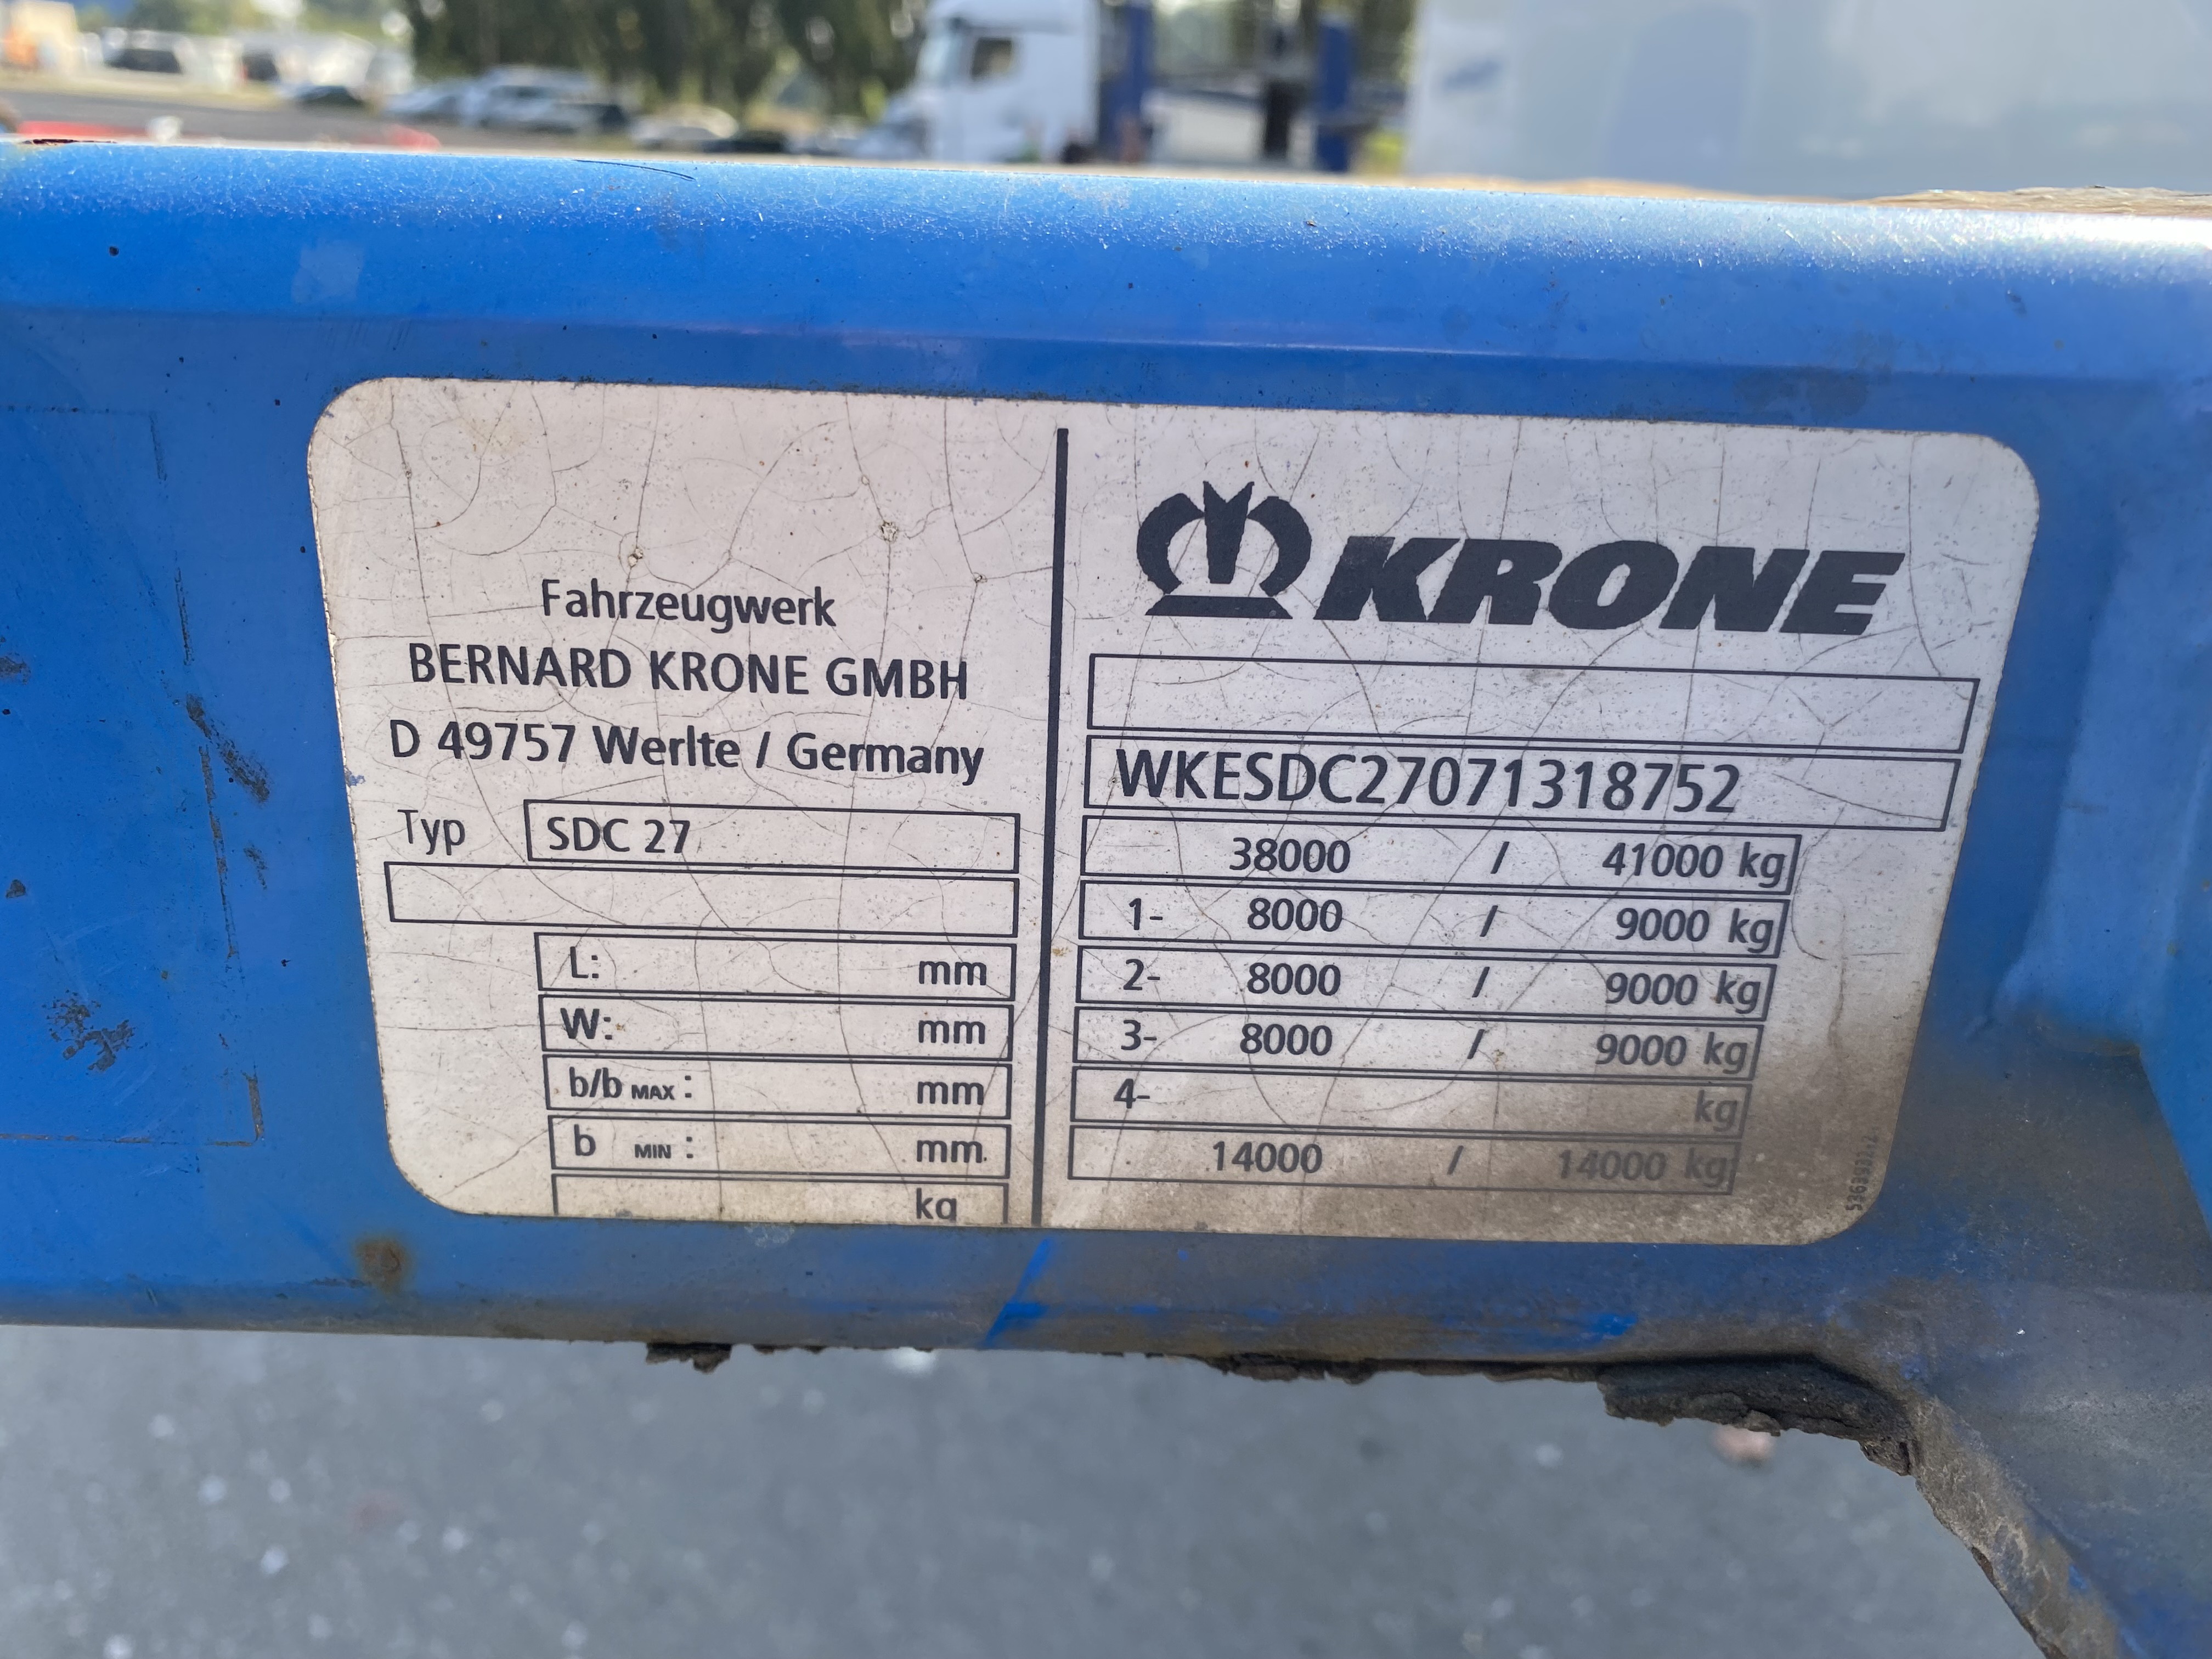 Fahrzeugwerk
BERNARD KRONE GMBH
D 49757 Werlte / Germany
Typ SDC 27
L: mm
W: mm
b/b MAX : mm
b MIN : mm
kg
KRONE
WKESDC27071318752
38000 / 41000 kg
1- 8000 / 9000 kg
2- 8000 / 9000 kg
3- 8000 / 9000 kg
4- kg
14000 / 14000 kg